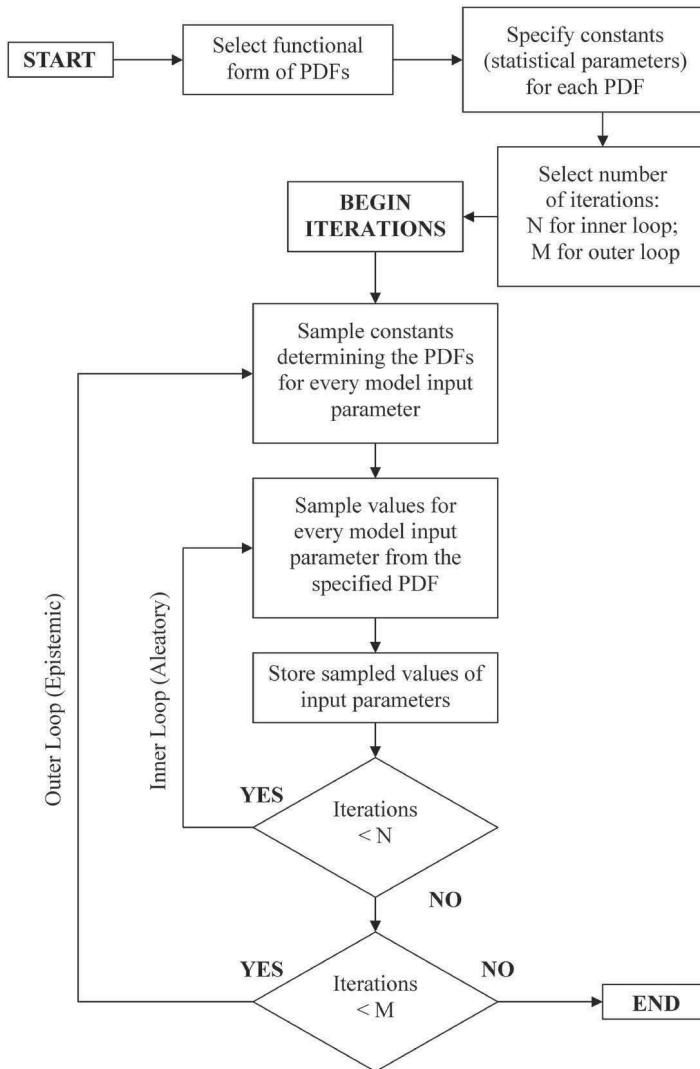 START
Select functional
form of PDFs
Specify constants
(statistical parameters)
for each PDF
Select number
of iterations:
N for inner loop;
M for outer loop
BEGIN
ITERATIONS
Sample constants
determining the PDFs
for every model input
parameter
Sample values for
every model input
parameter from the
specified PDF
Store sampled values of
input parameters
Outer Loop (Epistemic)
Inner Loop (Aleatory)
YES
Iterations
< N
NO
YES
Iterations
< M
NO
END